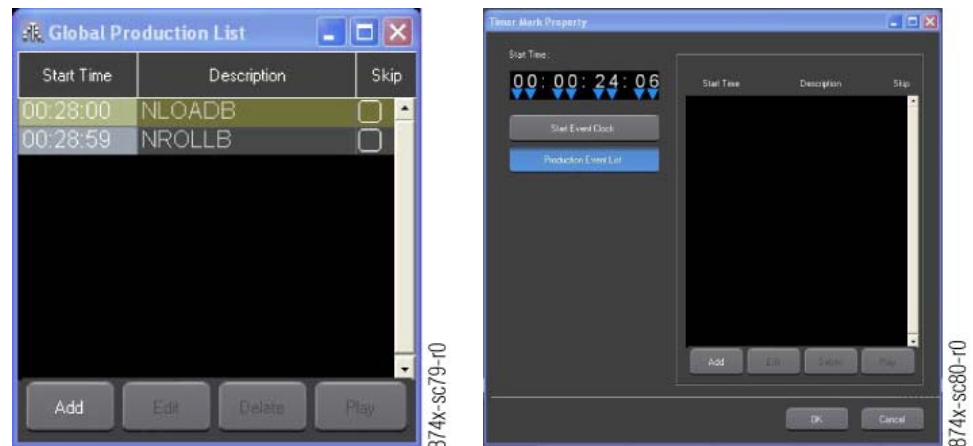 Global Production List
Start Time Description Skip
00:28:00 NLOADB
00:28:59 NROLLB
Add Edit Delete Play
874x-sc79-r0
Timer Mark Property
Start Time:
00:00:24:06
Start Event Clock
Production Event List
Start Time Description Skip
Add Edit Delete Play
OK Cancel
874x-sc80-r0